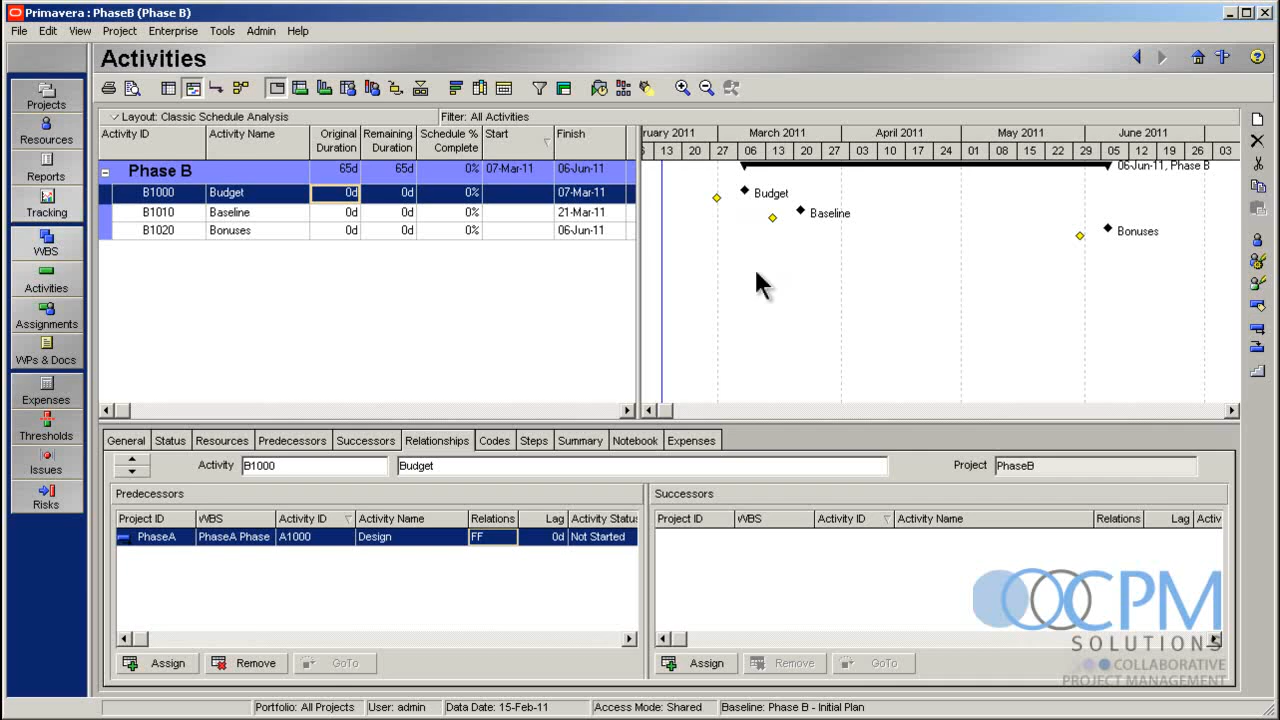 Primavera : PhaseB (Phase B)
File Edit View Project Enterprise Tools Admin Help
Activities
Layout: Classic Schedule Analysis Filter: All Activities
Activity ID Activity Name Original Duration Remaining Duration Schedule % Complete Start Finish
ruary 2011 March 2011 April 2011 May 2011 June 2011
13 20 27 06 13 20 27 03 10 17 24 01 08 15 22 29 05 12 19 26 03
Phase B 65d 65d 0% 07-Mar-11 06-Jun-11
06-Jun-11, Phase B
B1000 Budget 0d 0d 0% 07-Mar-11
Budget
B1010 Baseline 0d 0d 0% 21-Mar-11
Baseline
B1020 Bonuses 0d 0d 0% 06-Jun-11
Bonuses
Projects
Resources
Reports
Tracking
WBS
Activities
Assignments
WPs & Docs
Expenses
Thresholds
Issues
Risks
General Status Resources Predecessors Successors Relationships Codes Steps Summary Notebook Expenses
Activity B1000 Budget Project PhaseB
Predecessors
Project ID WBS Activity ID Activity Name Relations Lag Activity Status
PhaseA PhaseA Phase A1000 Design FF 0d Not Started
Assign Remove GoTo
Successors
Project ID WBS Activity ID Activity Name Relations Lag Activ
Assign Remove GoTo
CPM
SOLUTIONS
COLLABORATIVE
PROJECT MANAGEMENT
Portfolio: All Projects User: admin Data Date: 15-Feb-11 Access Mode: Shared Baseline: Phase B - Initial Plan